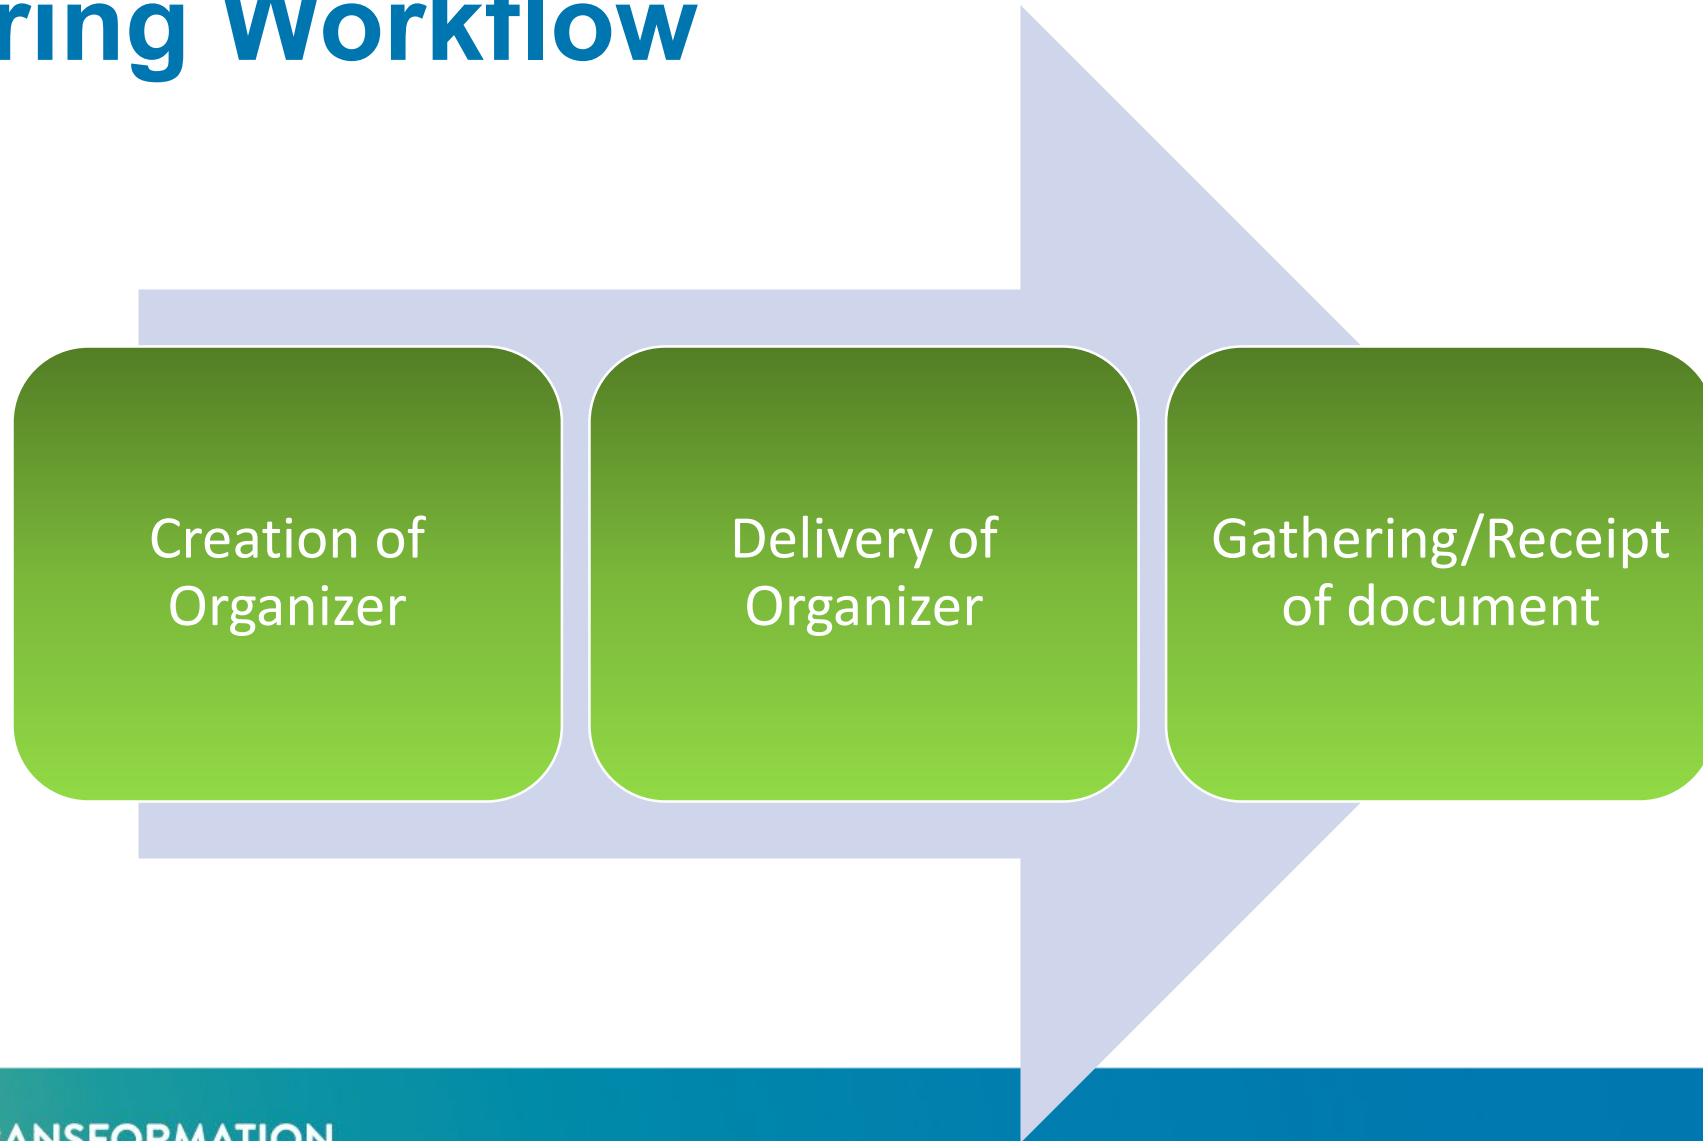 ring Workflow
Creation of
Organizer
Delivery of
Organizer
Gathering/Receipt
of document
ANSFORMATION